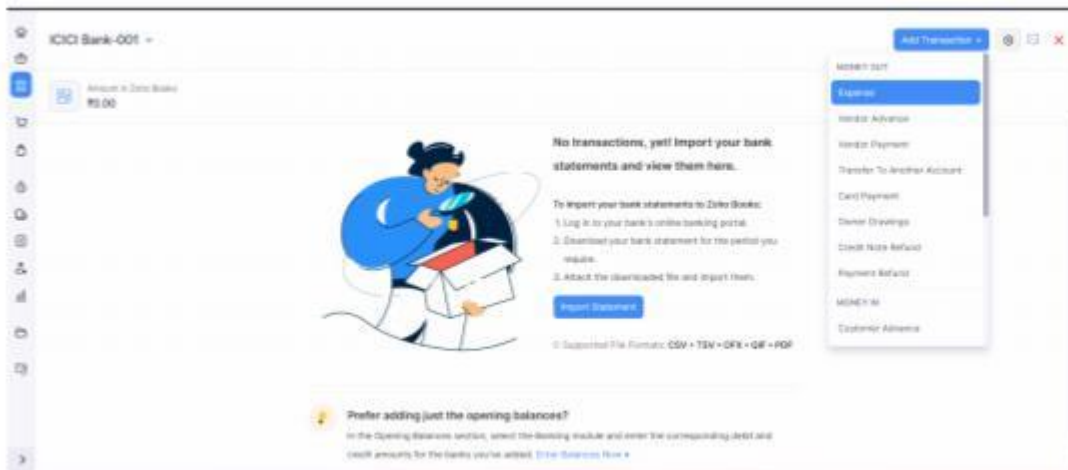 ICICI Bank-001
Add Transaction
Amount in Zoho Books
₹0.00
No transactions, yet! Import your bank
statements and view them here.
To import your bank statements to Zoho Books:
1. Log in to your bank's online banking portal.
2. Download your bank statement for the period you
require.
3. Attach the downloaded file and import them.
Import Statement
Supported File Formats: CSV • TSV • OFX • QIF • PDF
MONEY OUT
Expense
Vendor Advance
Vendor Payment
Transfer To Another Account
Card Payment
Owner Drawings
Credit Note Refund
Payment Refund
MONEY IN
Customer Advance
Prefer adding just the opening balances?
In the Opening Balances section, select the Banking module and enter the corresponding debit and
credit amounts for the banks you've added. Enter Balances Now